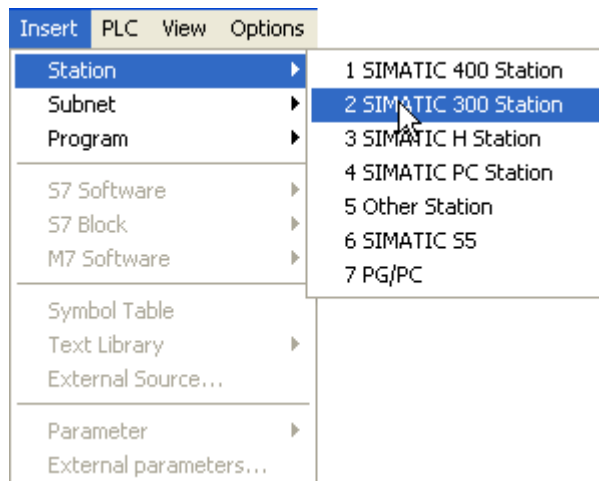 Insert PLC View Options
Station
Subnet
Program
S7 Software
S7 Block
M7 Software
Symbol Table
Text Library
External Source...
Parameter
External parameters...
1 SIMATIC 400 Station
2 SIMATIC 300 Station
3 SIMATIC H Station
4 SIMATIC PC Station
5 Other Station
6 SIMATIC S5
7 PG/PC